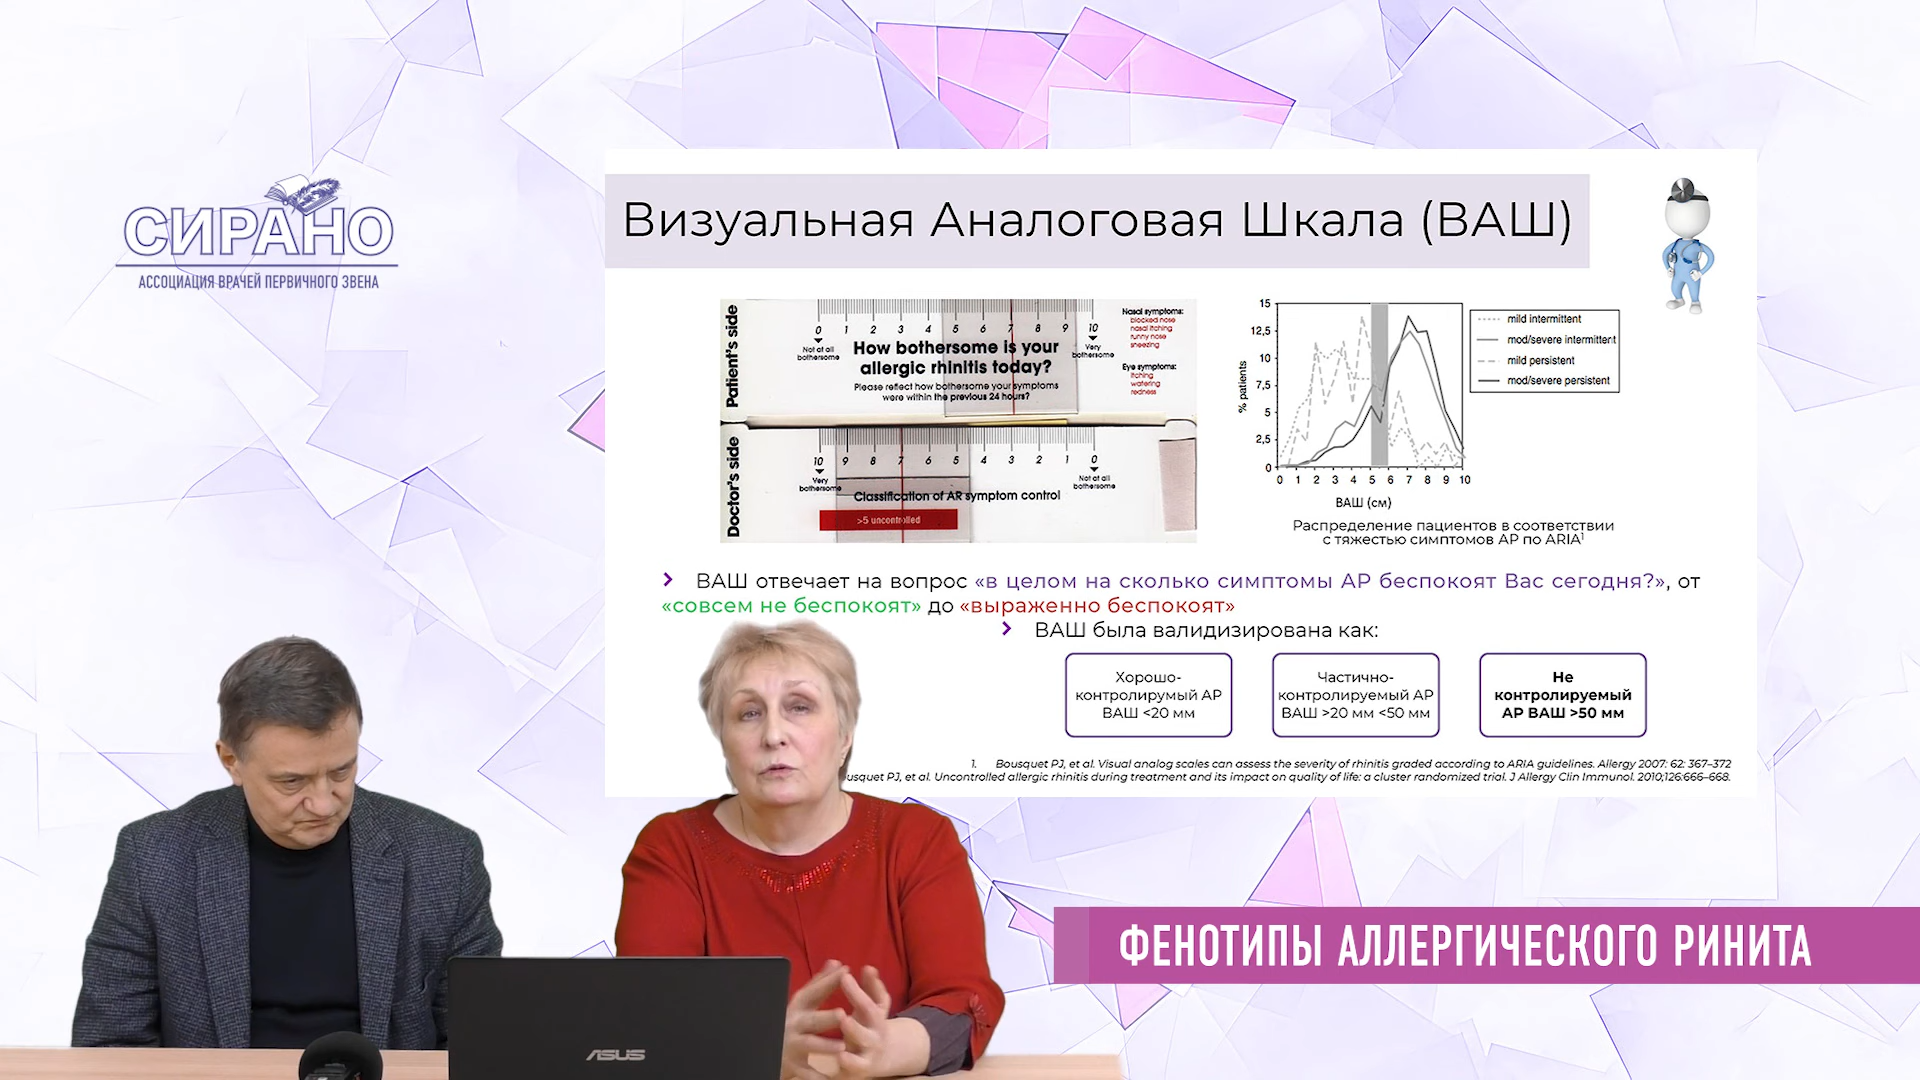 СИРАНО
АССОЦИАЦИЯ ВРАЧЕЙ ПЕРВИЧНОГО ЗВЕНА
Визуальная Аналоговая Шкала (ВАШ)
Patient's side
0 1 2 3 4 5 6 7 8 9 10
Not at all
bothersome
How bothersome is your
allergic rhinitis today?
Please reflect how bothersome your symptoms
were within the previous 24 hours?
Very
bothersome
Nasal symptoms:
blocked nose
nasal itching
runny nose
sneezing
Eye symptoms:
itching
watering
redness
Doctor's side
10 9 8 7 6 5 4 3 2 1 0
Very
bothersome
Not at all
bothersome
Classification of AR symptom control
>5 uncontrolled
% patients
15
12,5
10
7,5
5
2,5
0
0 1 2 3 4 5 6 7 8 9 10
ВАШ (см)
mild intermittent
mod/severe intermittent
mild persistent
mod/severe persistent
Распределение пациентов в соответствии
с тяжестью симптомов АР по ARIA1
ВАШ отвечает на вопрос «в целом на сколько симптомы АР беспокоят Вас сегодня?», от
«совсем не беспокоят» до «выраженно беспокоят»
ВАШ была валидизирована как:
Хорошо-
контролирумый АР
ВАШ <20 мм
Частично-
контролируемый АР
ВАШ >20 мм <50 мм
Не
контролируемый
АР ВАШ >50 мм
1. Bousquet PJ, et al. Visual analog scales can assess the severity of rhinitis graded according to ARIA guidelines. Allergy 2007: 62: 367–372
usquet PJ, et al. Uncontrolled allergic rhinitis during treatment and its impact on quality of life: a cluster randomized trial. J Allergy Clin Immunol. 2010;126:666–668.
ФЕНОТИПЫ АЛЛЕРГИЧЕСКОГО РИНИТА
ASUS